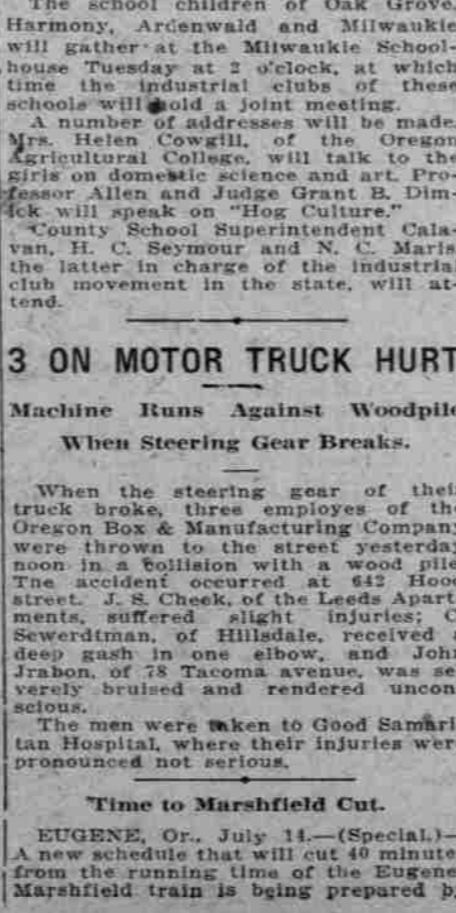 The school children of Oak Grove,
Harmony, Ardenwald and Milwaukie
will gather at the Milwaukie School-
house Tuesday at 2 o'clock, at which
time the industrial clubs of these
schools will hold a joint meeting.
A number of addresses will be made.
Mrs. Helen Cowgill, of the Oregon
Agricultural College, will talk to the
girls on domestic science and art. Pro-
fessor Allen and Judge Grant B. Dim-
ick will speak on "Hog Culture."
County School Superintendent Cala-
van, H. C. Seymour and N. C. Maris,
the latter in charge of the industrial
club movement in the state, will at-
tend.
3 ON MOTOR TRUCK HURT
Machine Runs Against Woodpile
When Steering Gear Breaks.
When the steering gear of their
truck broke, three employes of the
Oregon Box & Manufacturing Company
were thrown to the street yesterday
noon in a collision with a wood pile.
The accident occurred at 642 Hood
street. J. S. Cheek, of the Leeds Apart-
ments, suffered slight injuries; C.
Sewerdtman, of Hillsdale, received a
deep gash in one elbow, and John
Jrabon, of 78 Tacoma avenue, was se-
verely bruised and rendered uncon-
scious.
The men were taken to Good Samari-
tan Hospital, where their injuries were
pronounced not serious.
Time to Marshfield Cut.
EUGENE, Or., July 14.—(Special.)—
A new schedule that will cut 40 minutes
from the running time of the Eugene-
Marshfield train is being prepared by